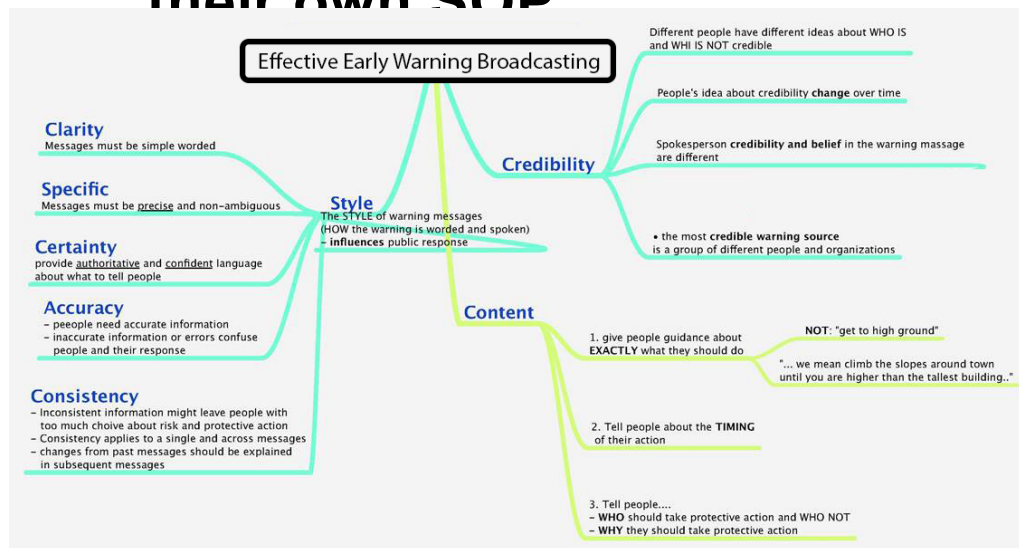 their own SOP
Effective Early Warning Broadcasting
Clarity
Messages must be simple worded
Specific
Messages must be precise and non-ambiguous
Certainty
provide authoritative and confident language
about what to tell people
Accuracy
– peeople need accurate information
– inaccurate information or errors confuse
people and their response
Consistency
– Inconsistent information might leave people with
too much choive about risk and protective action
– Consistency applies to a single and across messages
– changes from past messages should be explained
in subsequent messages
Style
The STYLE of warning messages
(HOW the warning is worded and spoken)
– influences public response
Credibility
Different people have different ideas about WHO IS
and WHI IS NOT credible
People's idea about credibility change over time
Spokesperson credibility and belief in the warning massage
are different
• the most credible warning source
is a group of different people and organizations
Content
1. give people guidance about
EXACTLY what they should do
NOT: "get to high ground"
"... we mean climb the slopes around town
until you are higher than the tallest building.."
2. Tell people about the TIMING
of their action
3. Tell people....
– WHO should take protective action and WHO NOT
– WHY they should take protective action